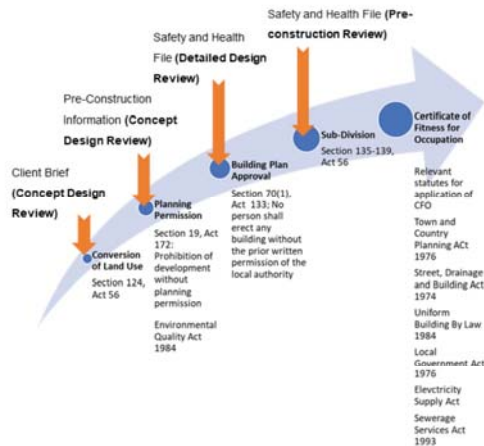 Safety and Health File (Pre-
construction Review)
Safety and Health
File (Detailed Design
Review)
Pre-Construction
Information (Concept
Design Review)
Client Brief
(Concept Design
Review)
Conversion
of Land Use
Section 124,
Act 56
Planning
Permission
Section 19, Act
172:
Prohibition of
development
without
planning
permission
Environmental
Quality Act
1984
Building Plan
Approval
Section 70(1),
Act 133; No
person shall
erect any
building without
the prior written
permission of the
local authority
Sub-Division
Section 135-139,
Act 56
Certificate of
Fitness for
Occupation
Relevant
statutes for
application of
CFO
Town and
Country
Planning ACt
1976
Street, Drainage
and Building Act
1974
Uniform
Building By Law
1984
Local
Government Act
1976
Elevctricity
Supply Act
Sewerage
Services Act
1993